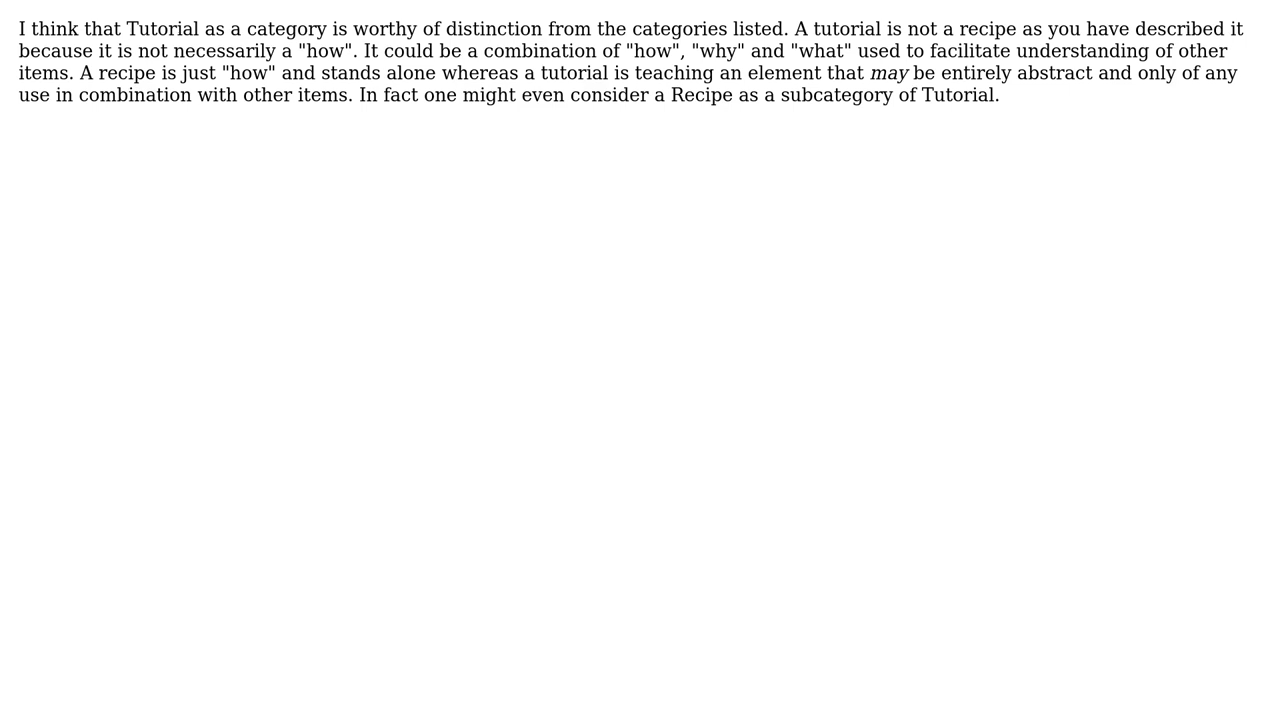 I think that Tutorial as a category is worthy of distinction from the categories listed. A tutorial is not a recipe as you have described it
because it is not necessarily a "how". It could be a combination of "how", "why" and "what" used to facilitate understanding of other
items. A recipe is just "how" and stands alone whereas a tutorial is teaching an element that may be entirely abstract and only of any
use in combination with other items. In fact one might even consider a Recipe as a subcategory of Tutorial.